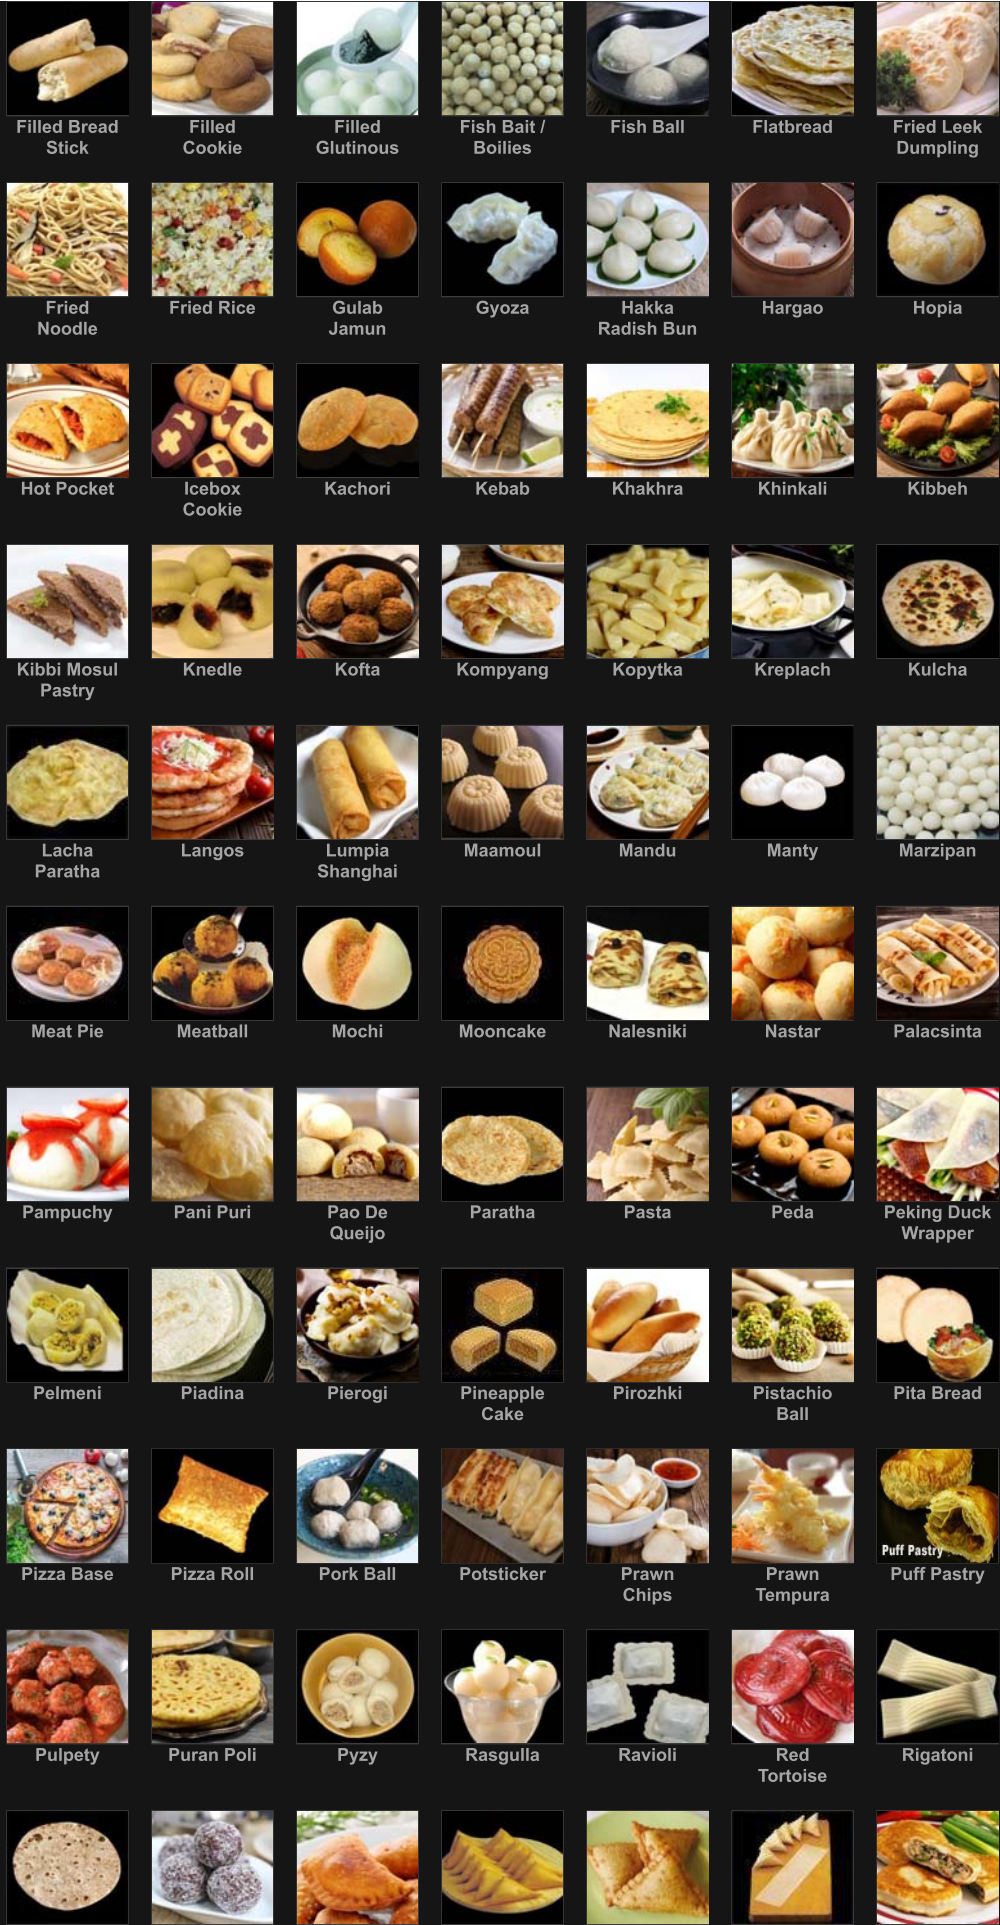 Filled Bread
Stick
Filled
Cookie
Filled
Glutinous
Fish Bait /
Boilies
Fish Ball
Flatbread
Fried Leek
Dumpling
Fried
Noodle
Fried Rice
Gulab
Jamun
Gyoza
Hakka
Radish Bun
Hargao
Hopia
Hot Pocket
Icebox
Cookie
Kachori
Kebab
Khakhra
Khinkali
Kibbeh
Kibbi Mosul
Pastry
Knedle
Kofta
Kompyang
Kopytka
Kreplach
Kulcha
Lacha
Paratha
Langos
Lumpia
Shanghai
Maamoul
Mandu
Manty
Marzipan
Meat Pie
Meatball
Mochi
Mooncake
Nalesniki
Nastar
Palacsinta
Pampuchy
Pani Puri
Pao De
Queijo
Paratha
Pasta
Peda
Peking Duck
Wrapper
Pelmeni
Piadina
Pierogi
Pineapple
Cake
Pirozhki
Pistachio
Ball
Pita Bread
Puff Pastry
Pizza Base
Pizza Roll
Pork Ball
Potsticker
Prawn
Chips
Prawn
Tempura
Puff Pastry
Pulpety
Puran Poli
Pyzy
Rasgulla
Ravioli
Red
Tortoise
Rigatoni